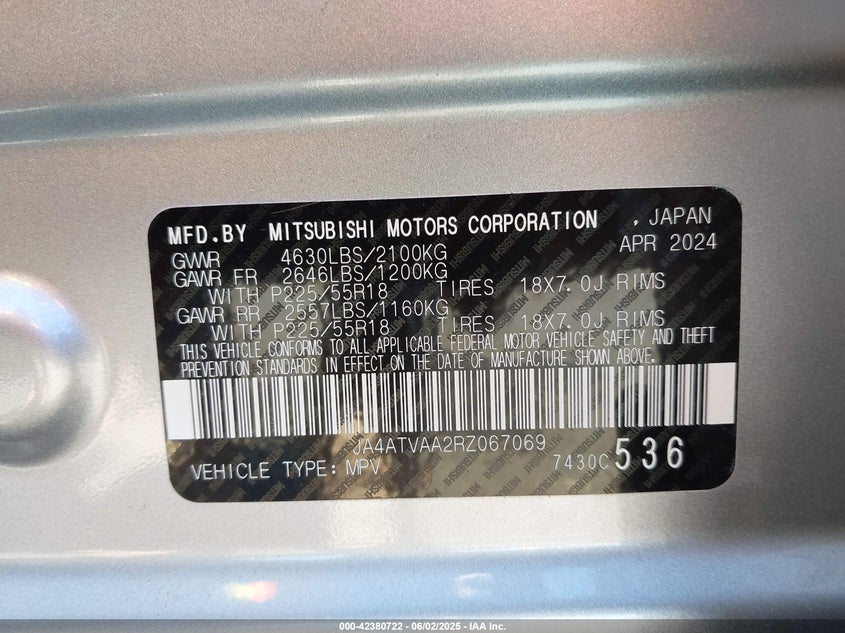 MFD.BY MITSUBISHI MOTORS CORPORATION , JAPAN
GVWR 4630LBS/2100KG APR 2024
GAWR FR 2646LBS/1200KG
WITH P225/55R18 TIRES 18X7.0J RIMS
GAWR RR 2557LBS/1160KG
WITH P225/55R18 TIRES 18X7.0J RIMS
THIS VEHICLE CONFORMS TO ALL APPLICABLE FEDERAL MOTOR VEHICLE SAFETY AND THEFT
PREVENTION STANDARDS IN EFFECT ON THE DATE OF MANUFACTURE SHOWN ABOVE.
JA4ATVAA2RZ067069
VEHICLE TYPE: MPV 7430C 536
000-42380722 - 06/02/2025 - IAA Inc.